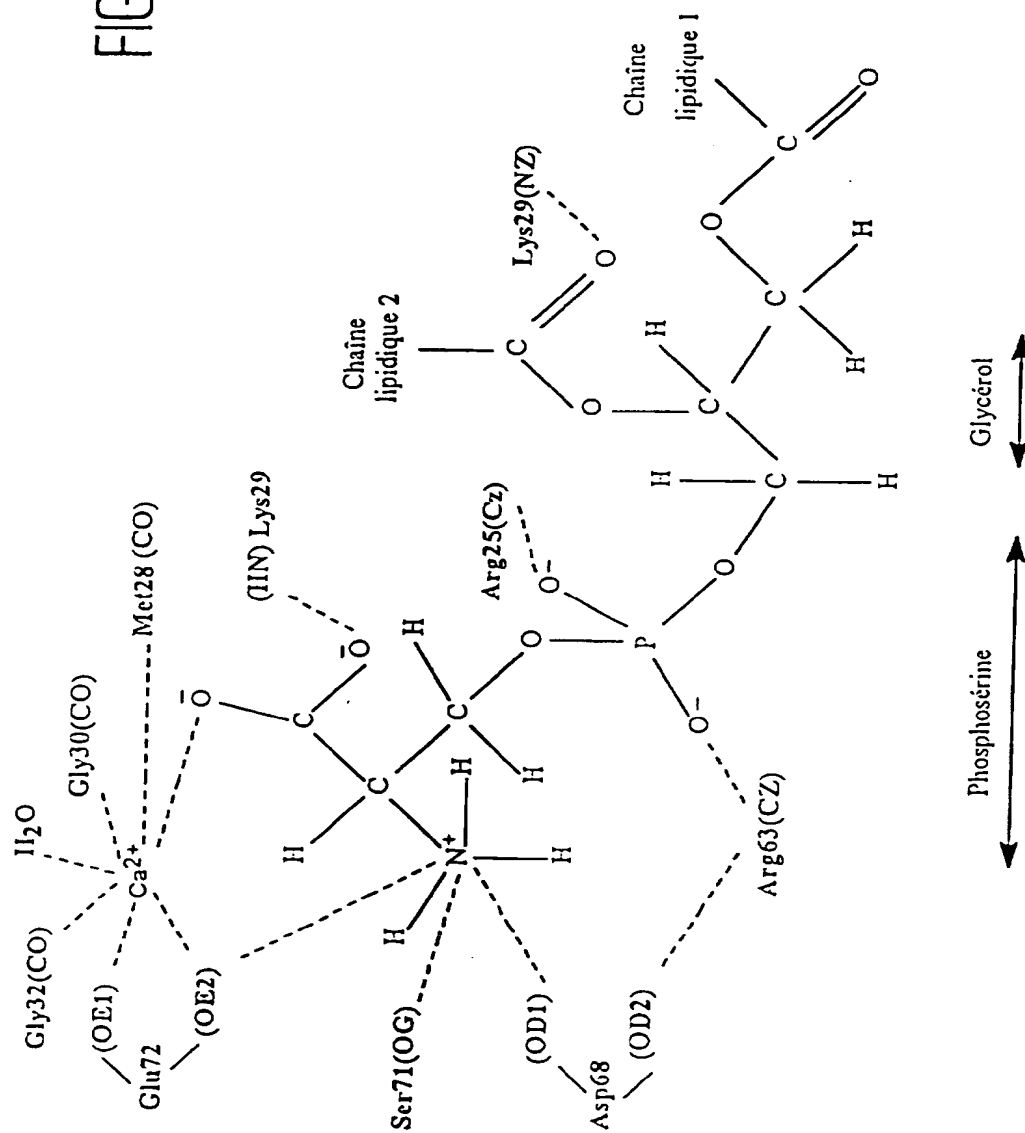 FIG
H₂O
Gly30(CO)
Gly32(CO)
Ca²⁺
Met28 (CO)
(OE1)
Glu72
(OE2)
O⁻
(HN) Lys29
O⁻
C
H
C
H
C
H
H
N⁺
H
H
Ser71(OG)
Chaîne
lipidique 2
Lys29(NZ)
C
O
O
Chaîne
lipidique 1
C
O
O
Arg25(Cz)
O⁻
O
P
O⁻
O
H
H
C
C
C
H
H
H
(OD1)
Asp68
(OD2)
Arg63(CZ)
Phosphosérine
Glycérol